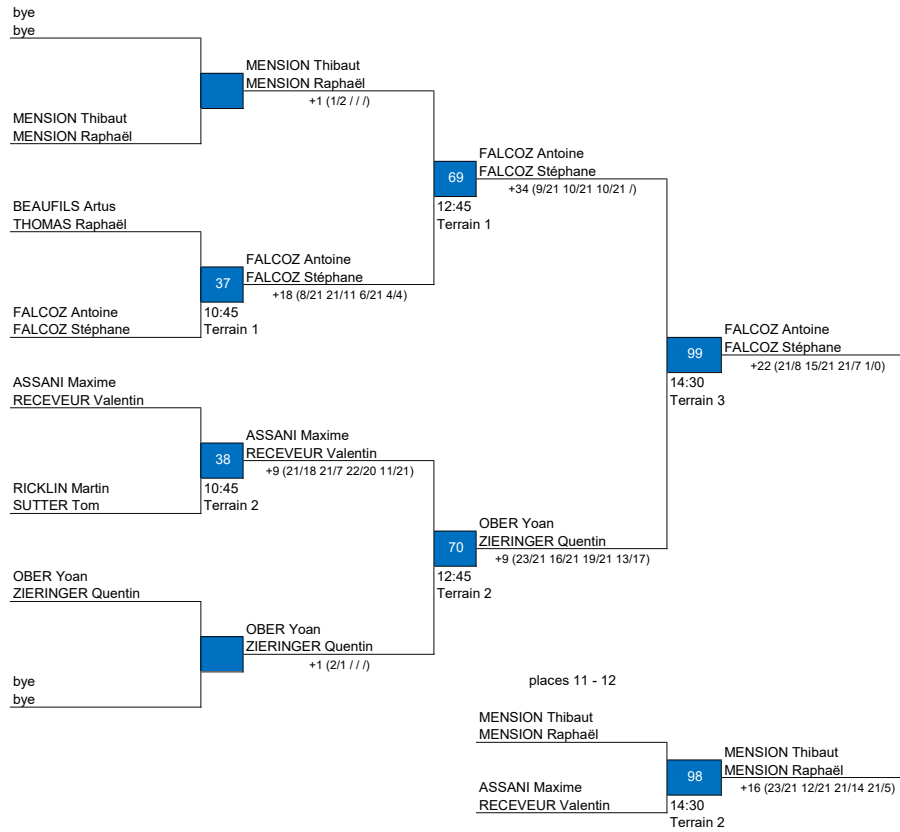 bye
bye
MENSION Thibaut
MENSION Raphaël
+1 (1/2 / / /)
MENSION Thibaut
MENSION Raphaël
FALCOZ Antoine
FALCOZ Stéphane
69
+34 (9/21 10/21 10/21 /)
12:45
Terrain 1
BEAUFILS Artus
THOMAS Raphaël
FALCOZ Antoine
FALCOZ Stéphane
37
+18 (8/21 21/11 6/21 4/4)
10:45
Terrain 1
FALCOZ Antoine
FALCOZ Stéphane
FALCOZ Antoine
FALCOZ Stéphane
99
+22 (21/8 15/21 21/7 1/0)
14:30
Terrain 3
ASSANI Maxime
RECEVEUR Valentin
ASSANI Maxime
RECEVEUR Valentin
38
+9 (21/18 21/7 22/20 11/21)
10:45
Terrain 2
RICKLIN Martin
SUTTER Tom
OBER Yoan
ZIERINGER Quentin
70
+9 (23/21 16/21 19/21 13/17)
12:45
Terrain 2
OBER Yoan
ZIERINGER Quentin
OBER Yoan
ZIERINGER Quentin
+1 (2/1 / / /)
bye
bye
places 11 - 12
MENSION Thibaut
MENSION Raphaël
MENSION Thibaut
MENSION Raphaël
98
+16 (23/21 12/21 21/14 21/5)
ASSANI Maxime
RECEVEUR Valentin
14:30
Terrain 2